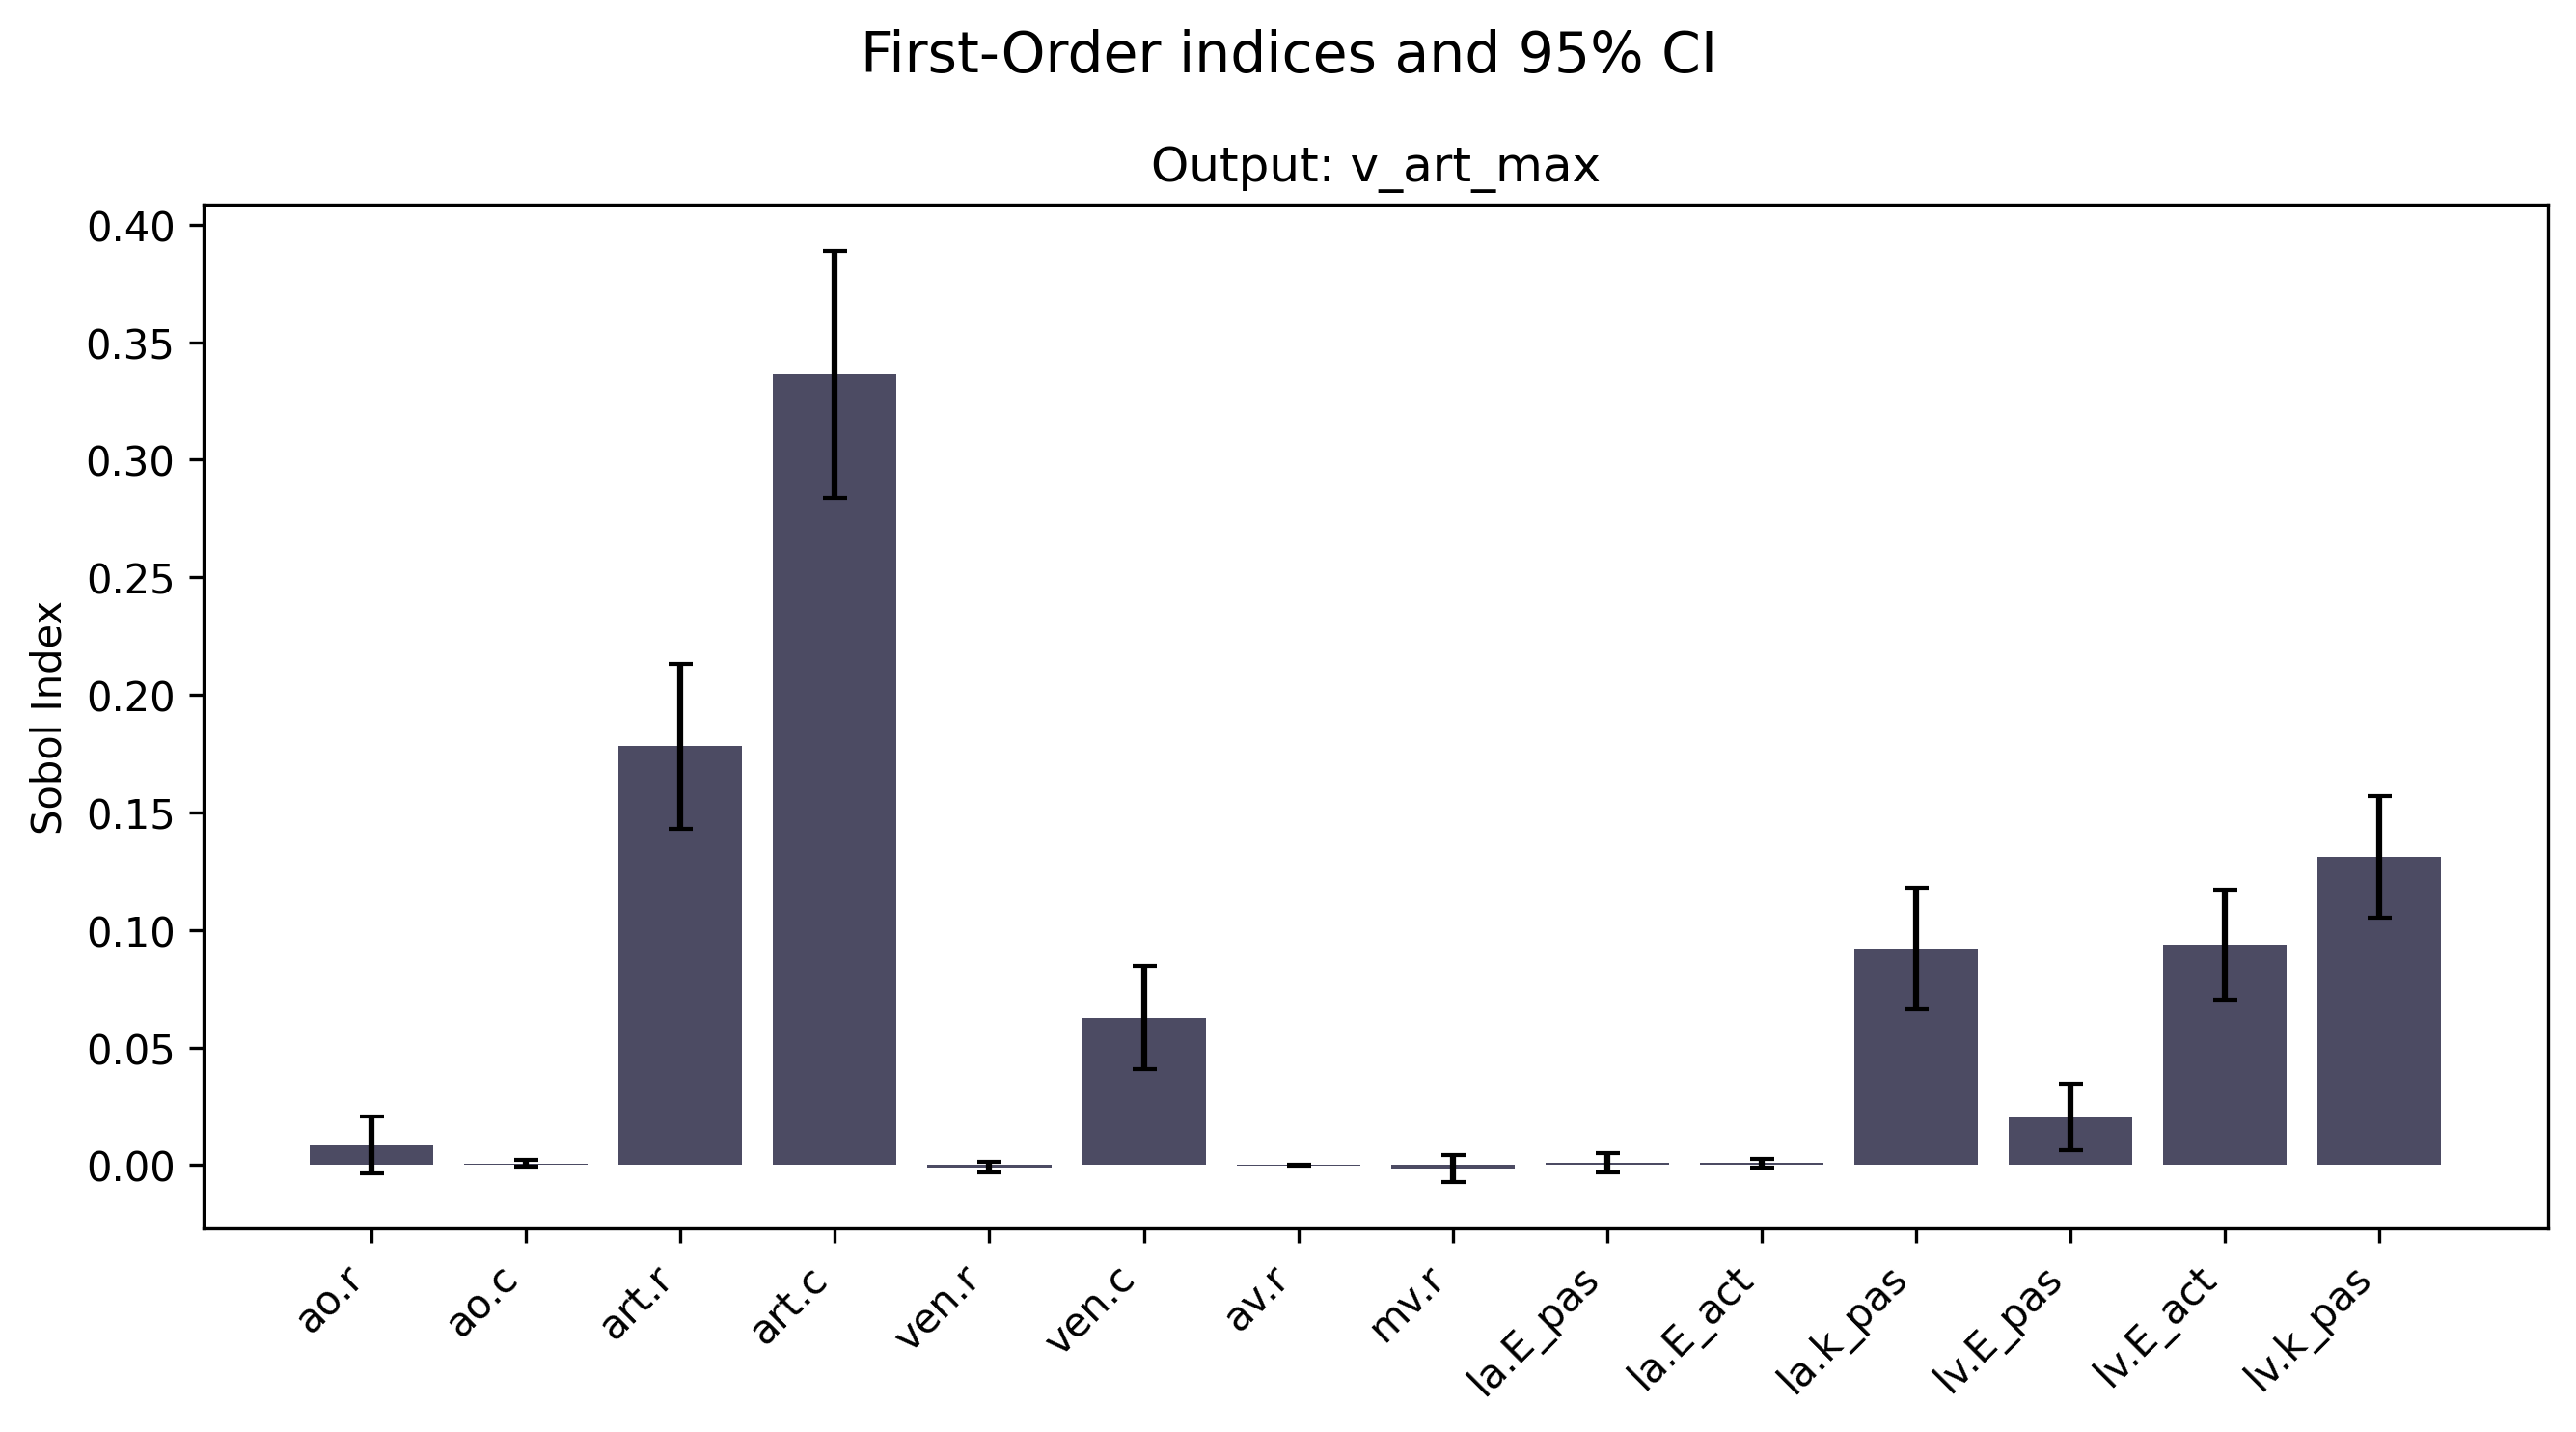 First-Order indices and 95% CI
Output: v_art_max
Sobol Index
0.40
0.35
0.30
0.25
0.20
0.15
0.10
0.05
0.00
ao.r
ao.c
art.r
art.c
ven.r
ven.c
av.r
mv.r
la.E_pas
la.E_act
la.k_pas
lv.E_pas
lv.E_act
lv.k_pas